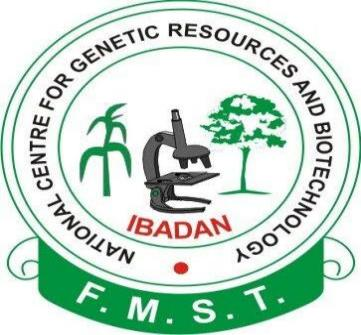 NATIONAL CENTRE FOR GENETIC RESOURCES AND BIOTECHNOLOGY
IBADAN
F. M. S. T.